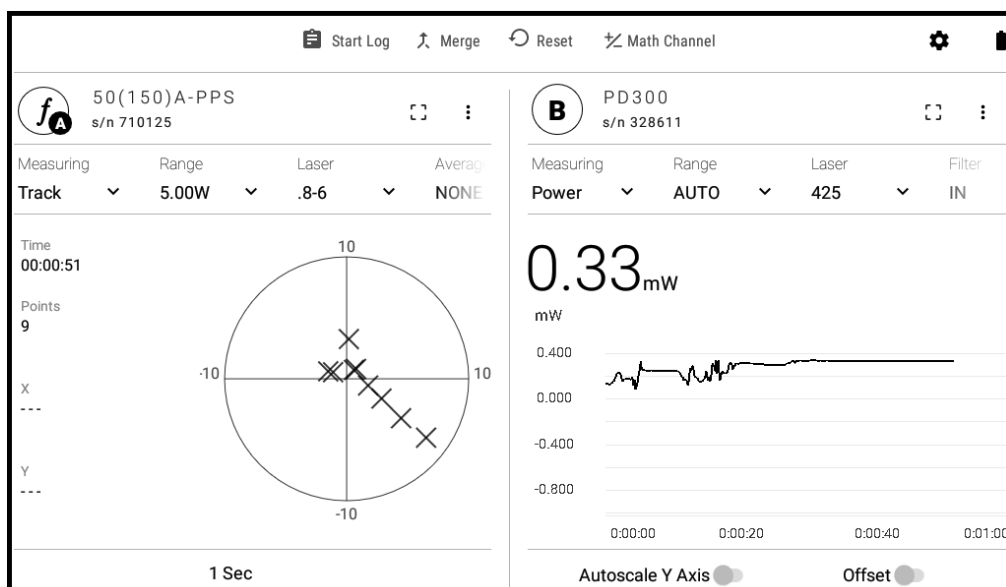 Start Log Merge Reset Math Channel
50(150)A-PPS
s/n 710125
Measuring Range Laser Average
Track 5.00W .8-6 NONE
Time
00:00:51
Points
9
X
---
Y
---
10
-10 10
-10
1 Sec
B
PD300
s/n 328611
Measuring Range Laser Filter
Power AUTO 425 IN
0.33mW
mW
0.400
0.000
-0.400
-0.800
0:00:00 0:00:20 0:00:40 0:01:00
Autoscale Y Axis Offset